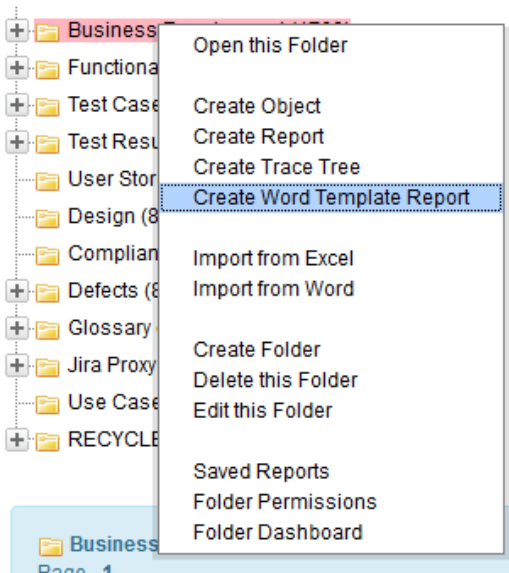 Business
Open this Folder
Functiona
Create Object
Test Case
Create Report
Test Resu
Create Trace Tree
User Stor
Create Word Template Report
Design (8
Complian
Import from Excel
Defects (8
Import from Word
Glossary
Create Folder
Jira Proxy
Delete this Folder
Use Case
Edit this Folder
RECYCLE
Saved Reports
Folder Permissions
Folder Dashboard
Business
Page 1